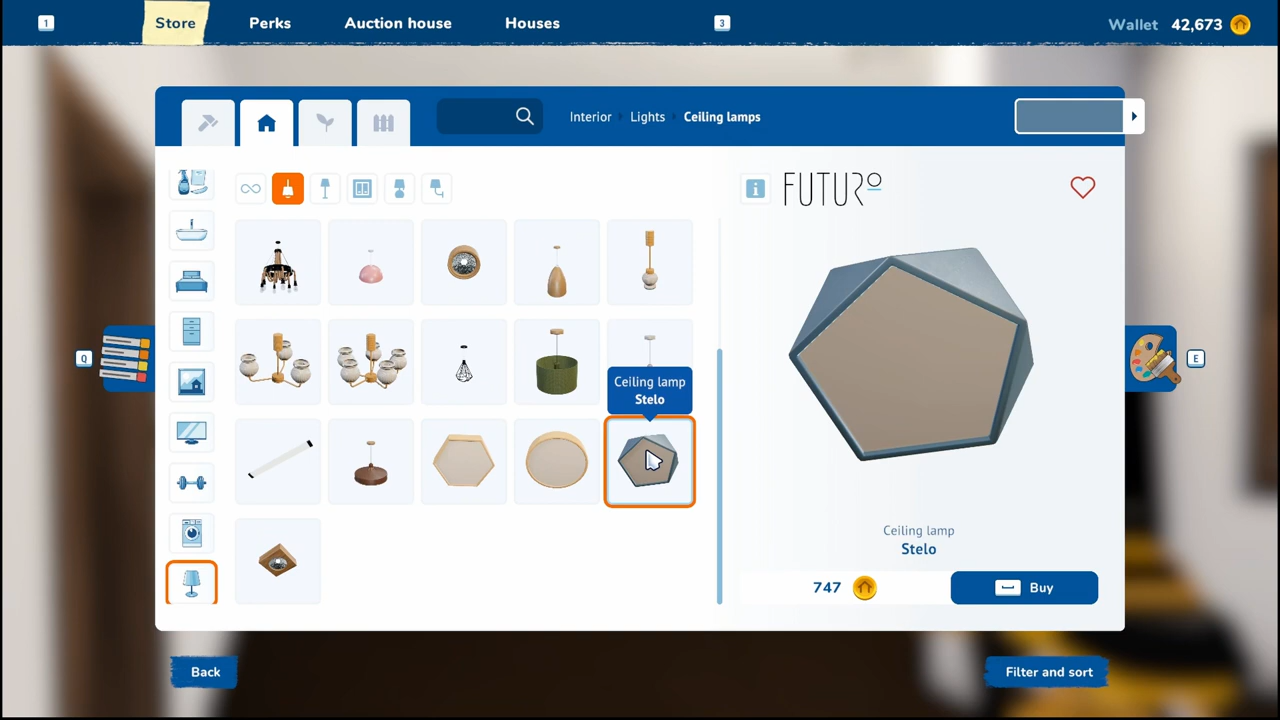 1
Store
Perks
Auction house
Houses
3
Wallet 42,673
Interior Lights Ceiling lamps
FUTURO
Q
E
Ceiling lamp
Stelo
Ceiling lamp
Stelo
747
Buy
Back
Filter and sort